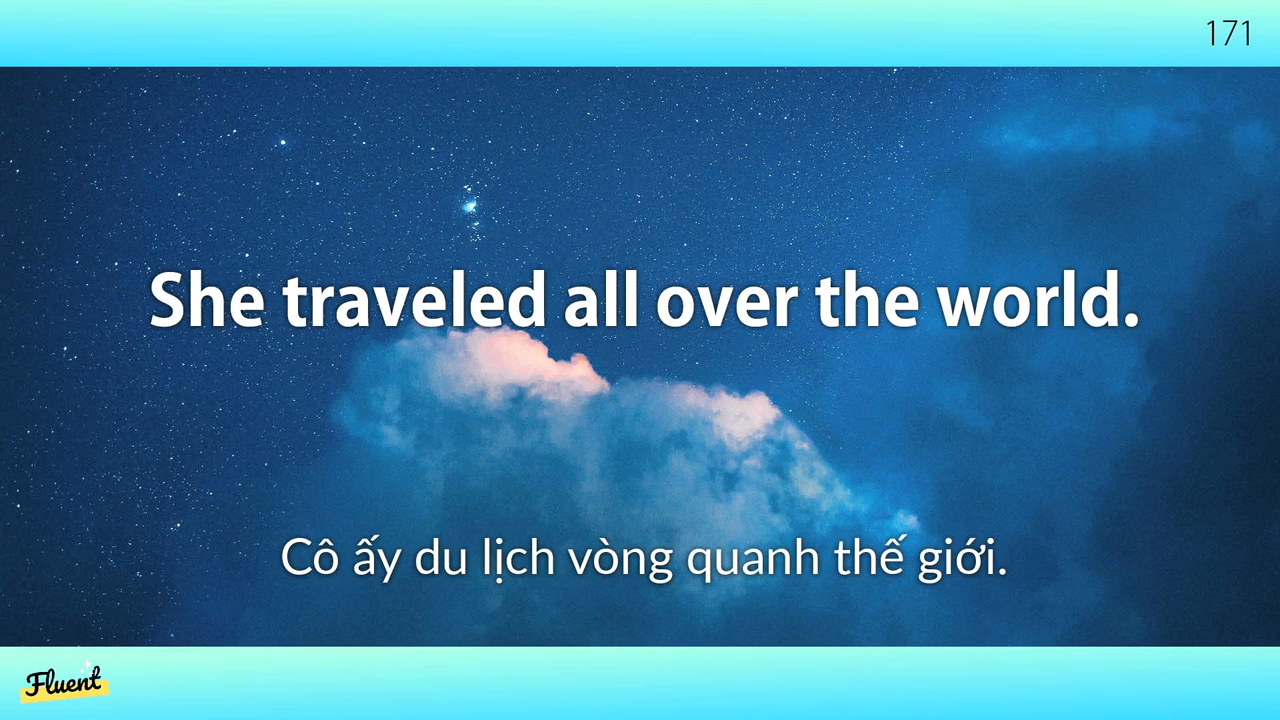 171
She traveled all over the world.
Cô ấy du lịch vòng quanh thế giới.
Fluent